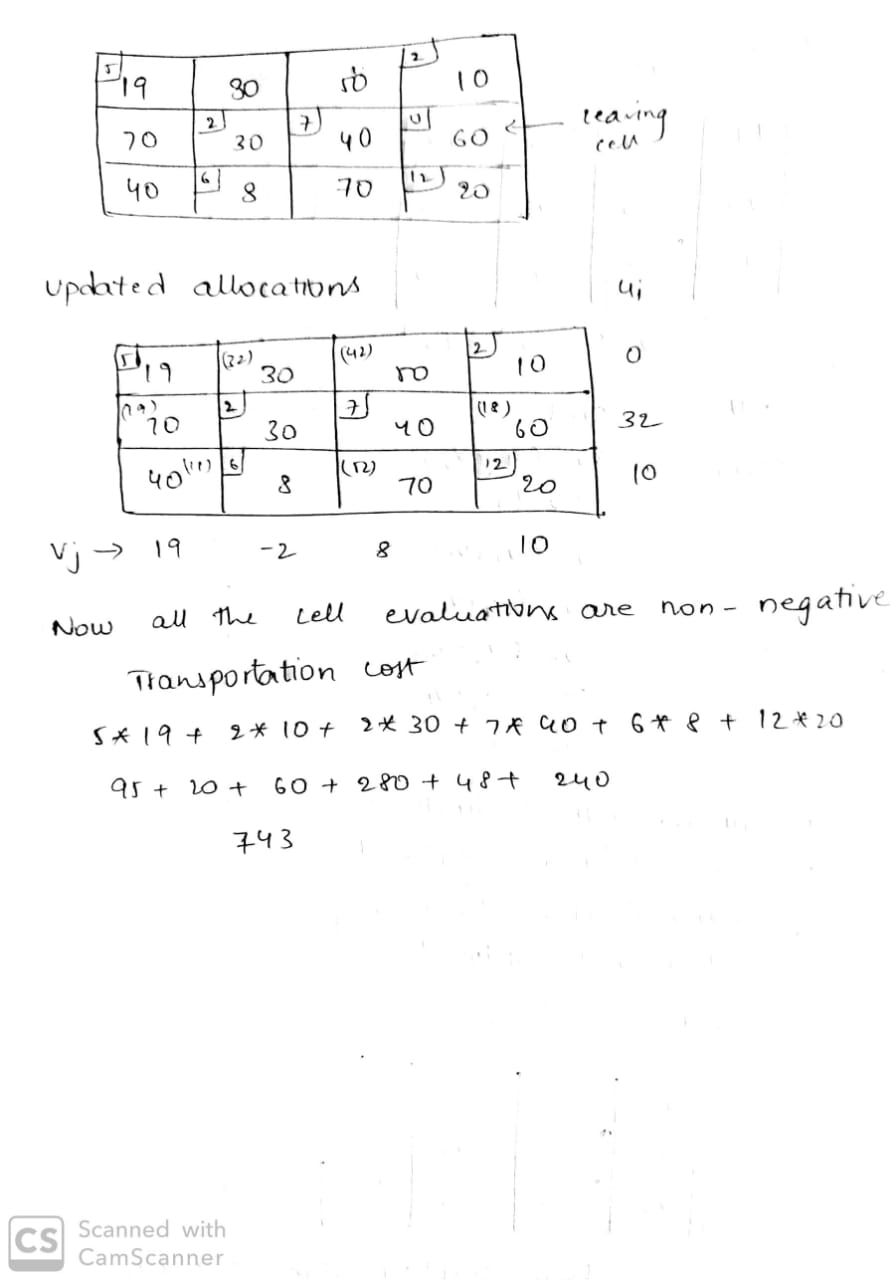 5 19 30 50 2 10
70 2 30 7 40 0 60 leaving cell
40 6 8 70 12 20
updated allocations ui
5 19 (32) 30 (42) 50 2 10 0
(19) 70 2 30 7 40 (18) 60 32
40 (11) 6 8 (52) 70 12 20 10
Vj → 19 -2 8 10
Now all the cell evaluations are non-negative
Transportation cost
5*19 + 2*10 + 2*30 + 7*40 + 6*8 + 12*20
95 + 20 + 60 + 280 + 48 + 240
743
CS Scanned with
CamScanner